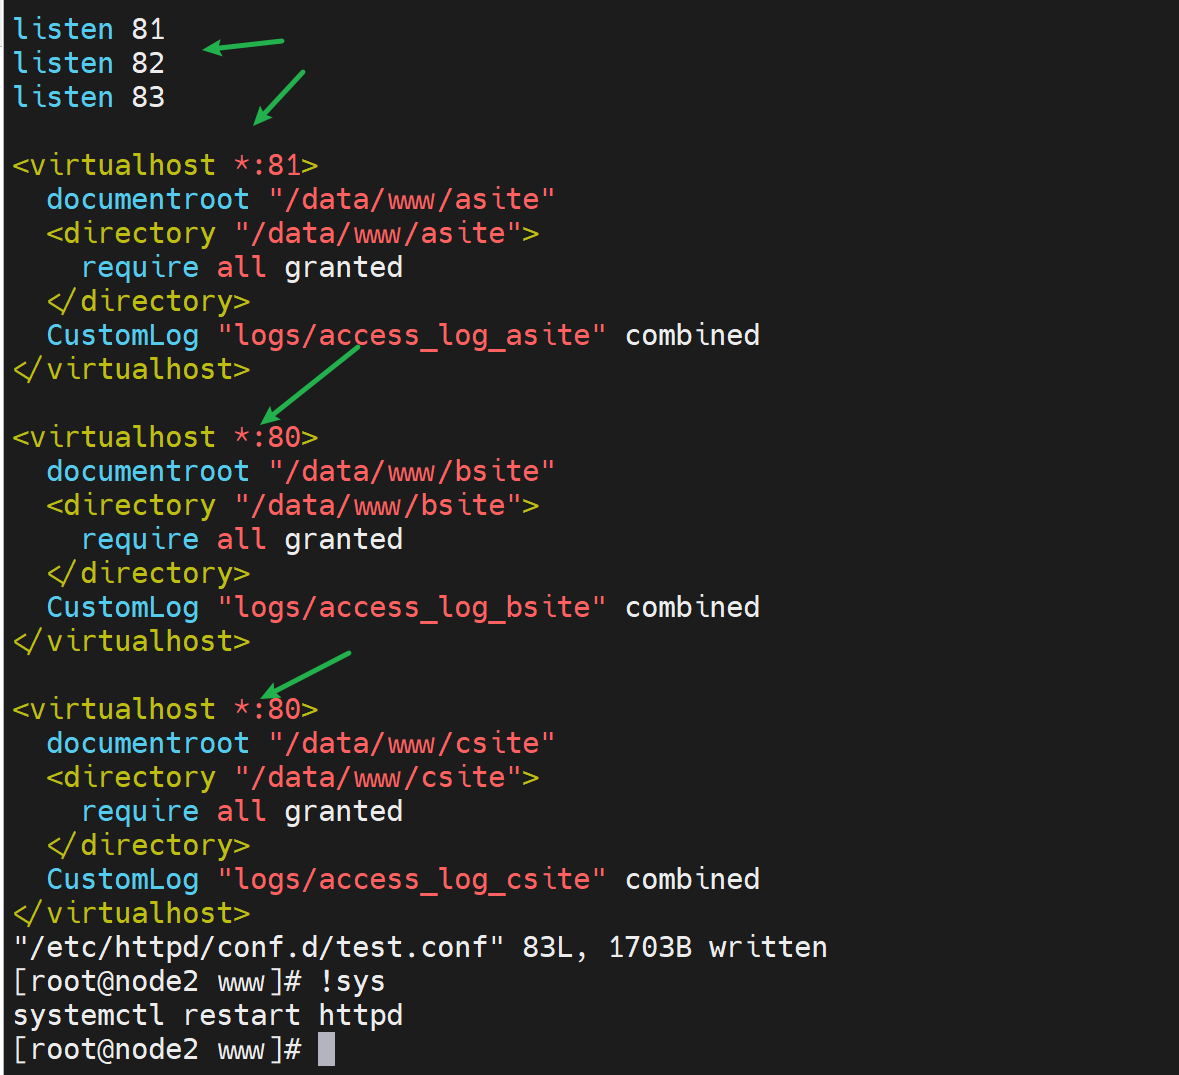 listen 81
listen 82
listen 83
<virtualhost *:81>
documentroot "/data/www/asite"
<directory "/data/www/asite">
require all granted
</directory>
CustomLog "logs/access_log_asite" combined
</virtualhost>
<virtualhost *:80>
documentroot "/data/www/bsite"
<directory "/data/www/bsite">
require all granted
</directory>
CustomLog "logs/access_log_bsite" combined
</virtualhost>
<virtualhost *:80>
documentroot "/data/www/csite"
<directory "/data/www/csite">
require all granted
</directory>
CustomLog "logs/access_log_csite" combined
</virtualhost>
"/etc/httpd/conf.d/test.conf" 83L, 1703B written
[root@node2 www]# !sys
systemctl restart httpd
[root@node2 www]#